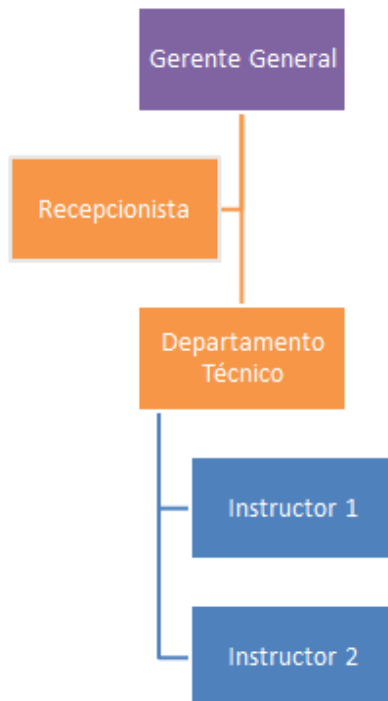 Gerente General
Recepcionista
Departamento
Técnico
Instructor 1
Instructor 2